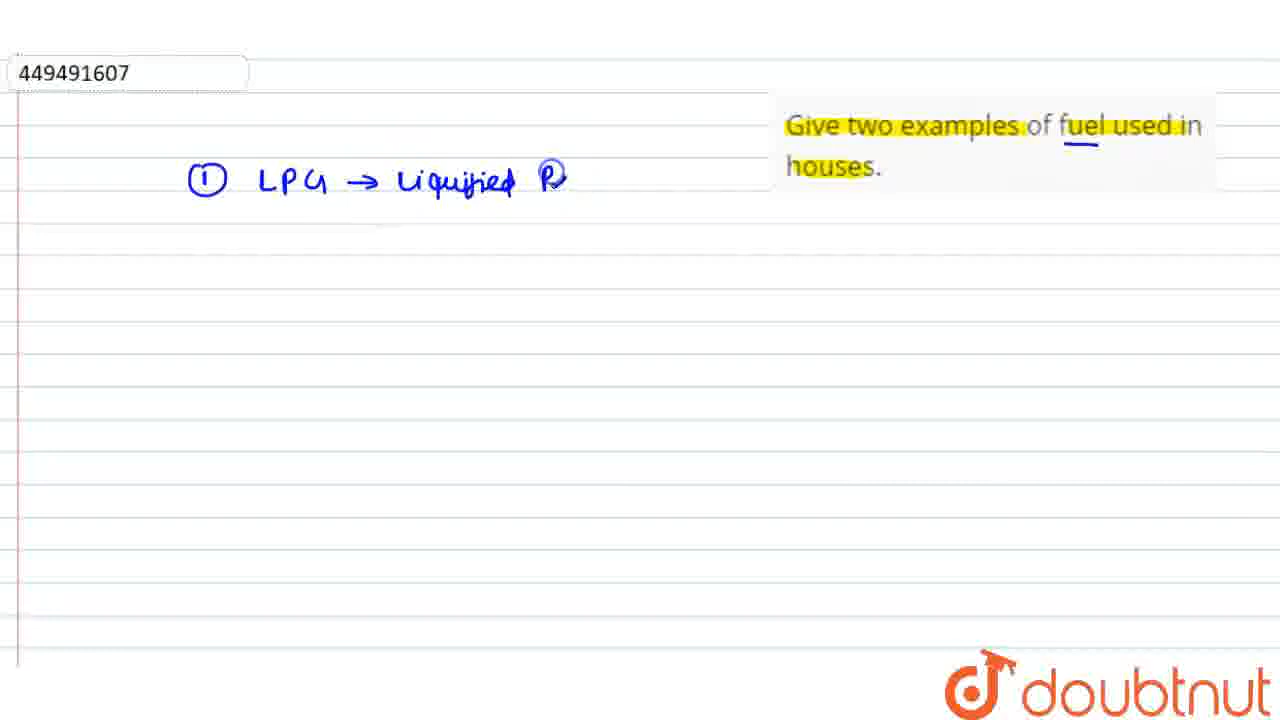 449491607
Give two examples of fuel used in
houses.
① LPG → Liquified P
doubtnut